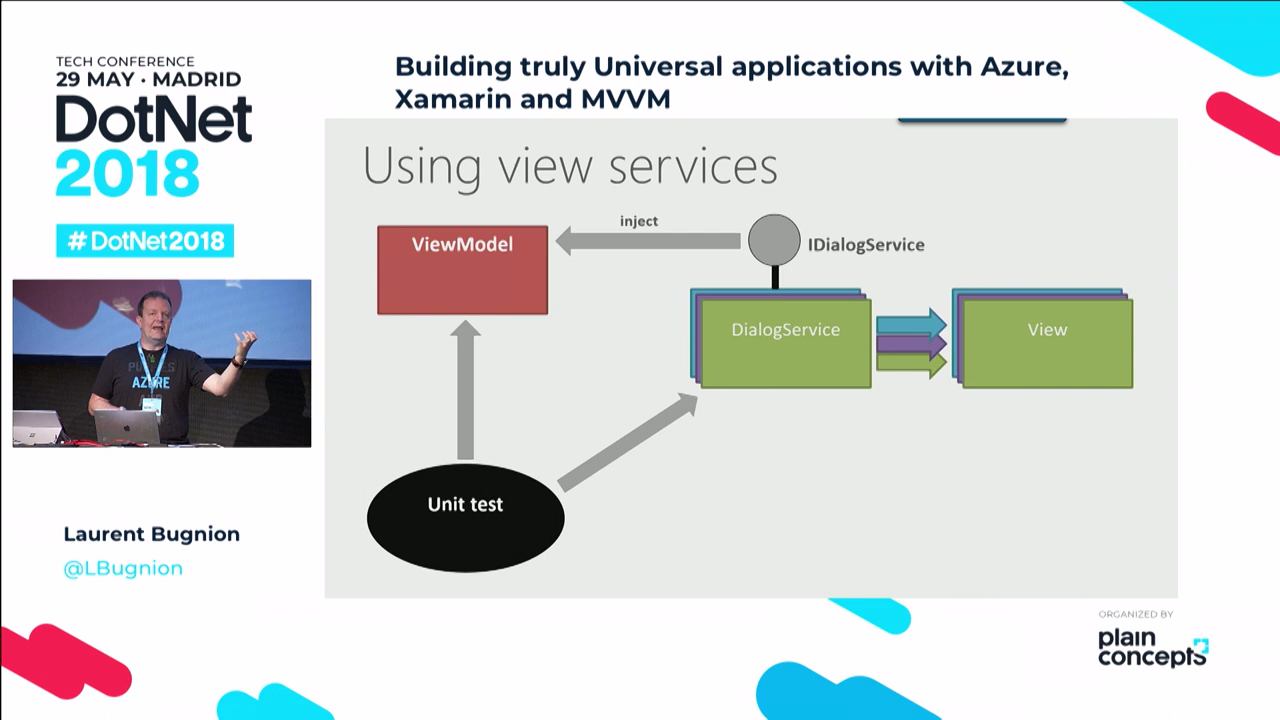 TECH CONFERENCE
29 MAY · MADRID
DotNet
2018
# DotNet2018
Building truly Universal applications with Azure,
Xamarin and MVVM
Using view services
inject
ViewModel
IDialogService
DialogService
View
Unit test
AZURE
Laurent Bugnion
@LBugnion
ORGANIZED BY
plain
concepts